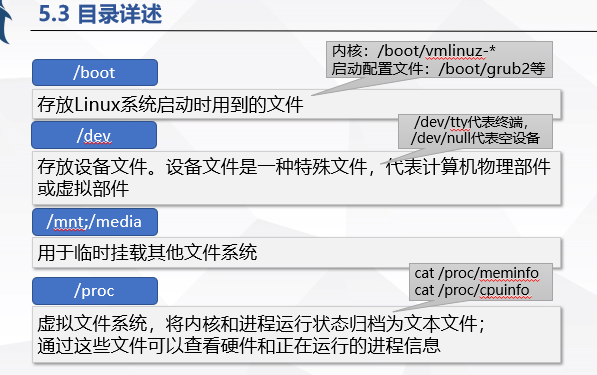 5.3 目录详述
内核：/boot/vmlinuz-*
启动配置文件：/boot/grub2等
/boot
存放Linux系统启动时用到的文件
/dev/tty代表终端，
/dev/null代表空设备
/dev
存放设备文件。设备文件是一种特殊文件，代表计算机物理部件
或虚拟部件
/mnt;/media
用于临时挂载其他文件系统
cat /proc/meminfo
cat /proc/cpuinfo
/proc
虚拟文件系统，将内核和进程运行状态归档为文本文件；
通过这些文件可以查看硬件和正在运行的进程信息